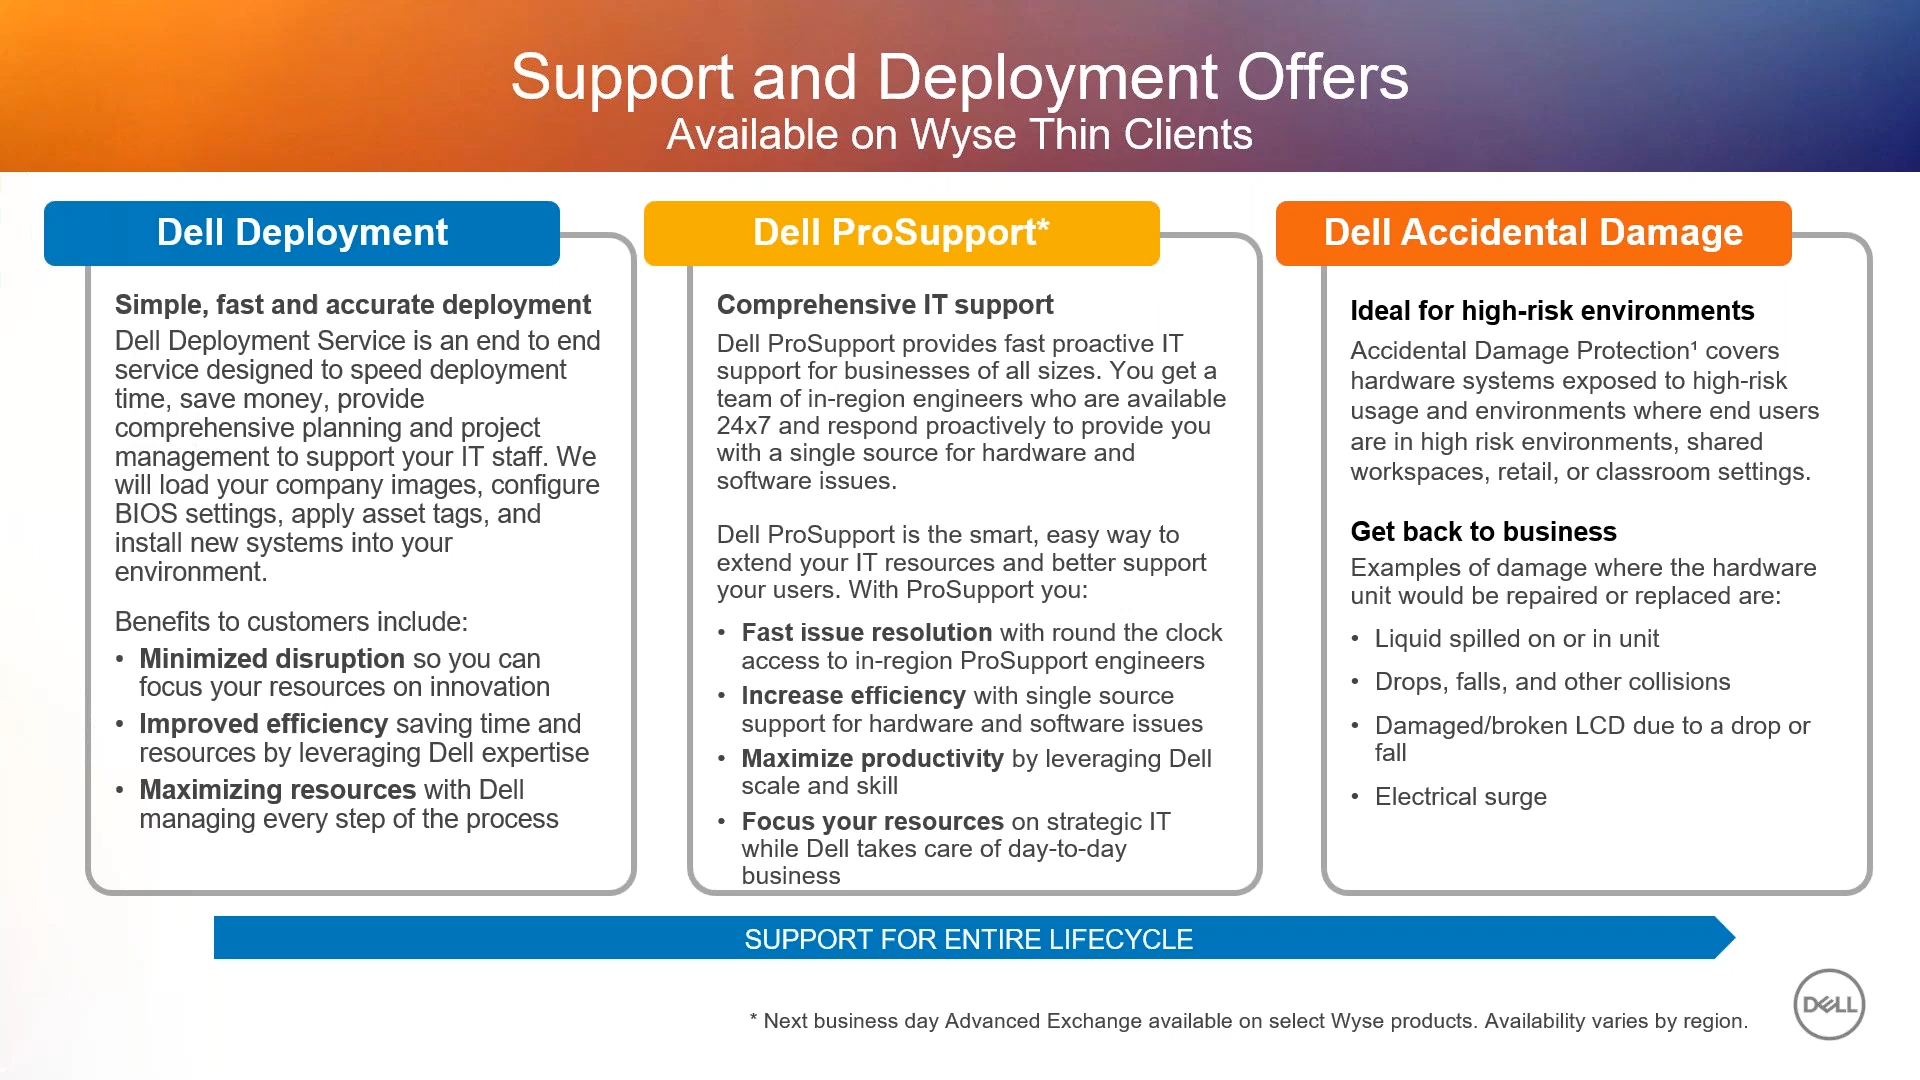 Support and Deployment Offers
Available on Wyse Thin Clients
Dell Deployment
Simple, fast and accurate deployment
Dell Deployment Service is an end to end
service designed to speed deployment
time, save money, provide
comprehensive planning and project
management to support your IT staff. We
will load your company images, configure
BIOS settings, apply asset tags, and
install new systems into your
environment.
Benefits to customers include:
• Minimized disruption so you can
focus your resources on innovation
• Improved efficiency saving time and
resources by leveraging Dell expertise
• Maximizing resources with Dell
managing every step of the process
Dell ProSupport*
Comprehensive IT support
Dell ProSupport provides fast proactive IT
support for businesses of all sizes. You get a
team of in-region engineers who are available
24x7 and respond proactively to provide you
with a single source for hardware and
software issues.
Dell ProSupport is the smart, easy way to
extend your IT resources and better support
your users. With ProSupport you:
• Fast issue resolution with round the clock
access to in-region ProSupport engineers
• Increase efficiency with single source
support for hardware and software issues
• Maximize productivity by leveraging Dell
scale and skill
• Focus your resources on strategic IT
while Dell takes care of day-to-day
business
Dell Accidental Damage
Ideal for high-risk environments
Accidental Damage Protection¹ covers
hardware systems exposed to high-risk
usage and environments where end users
are in high risk environments, shared
workspaces, retail, or classroom settings.
Get back to business
Examples of damage where the hardware
unit would be repaired or replaced are:
• Liquid spilled on or in unit
• Drops, falls, and other collisions
• Damaged/broken LCD due to a drop or
fall
• Electrical surge
SUPPORT FOR ENTIRE LIFECYCLE
* Next business day Advanced Exchange available on select Wyse products. Availability varies by region.
DELL